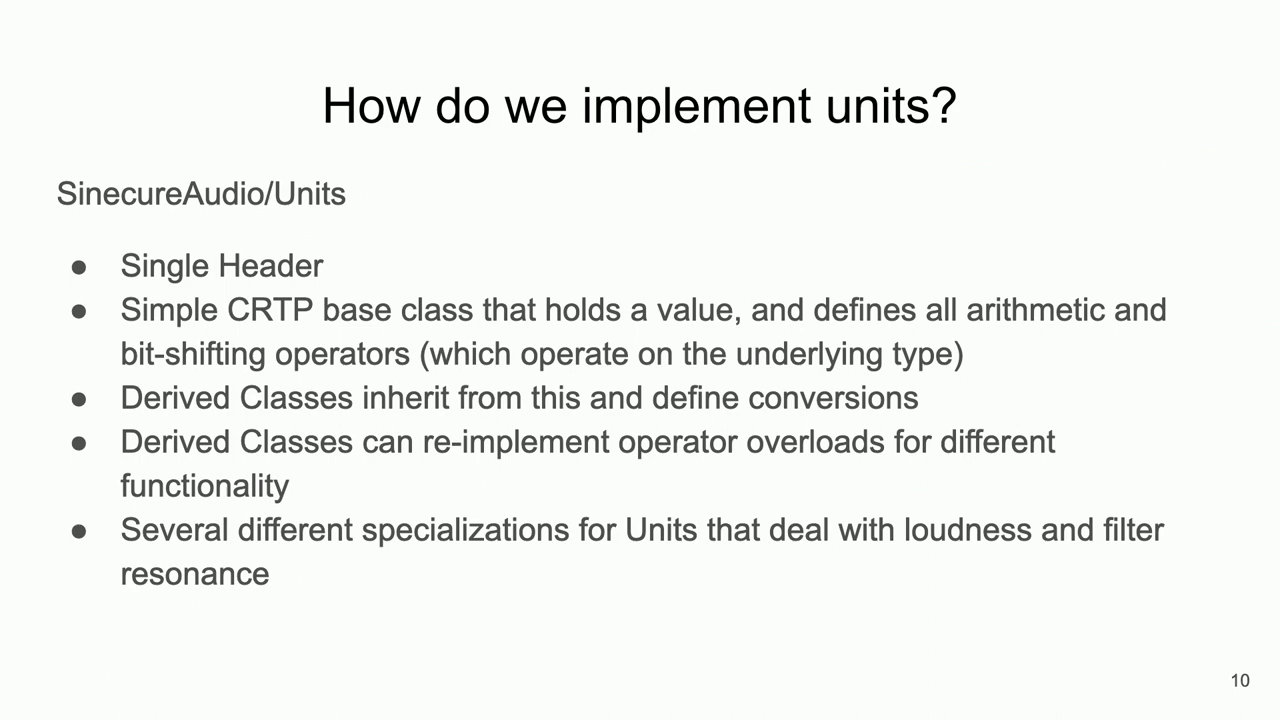 How do we implement units?
SinecureAudio/Units
● Single Header
● Simple CRTP base class that holds a value, and defines all arithmetic and
bit-shifting operators (which operate on the underlying type)
● Derived Classes inherit from this and define conversions
● Derived Classes can re-implement operator overloads for different
functionality
● Several different specializations for Units that deal with loudness and filter
resonance
10